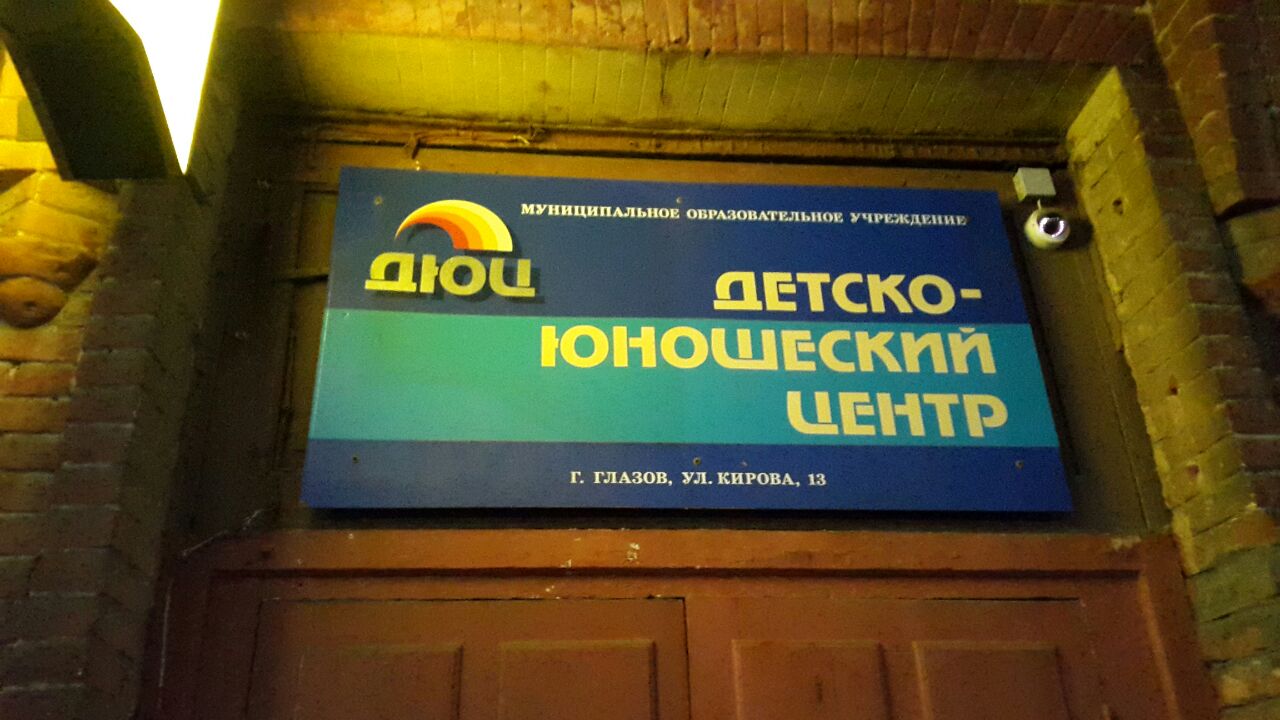 МУНИЦИПАЛЬНОЕ ОБРАЗОВАТЕЛЬНОЕ УЧРЕЖДЕНИЕ
ДЮЦ
ДЕТСКО-
ЮНОШЕСКИЙ
ЦЕНТР
Г. ГЛАЗОВ, УЛ. КИРОВА, 13